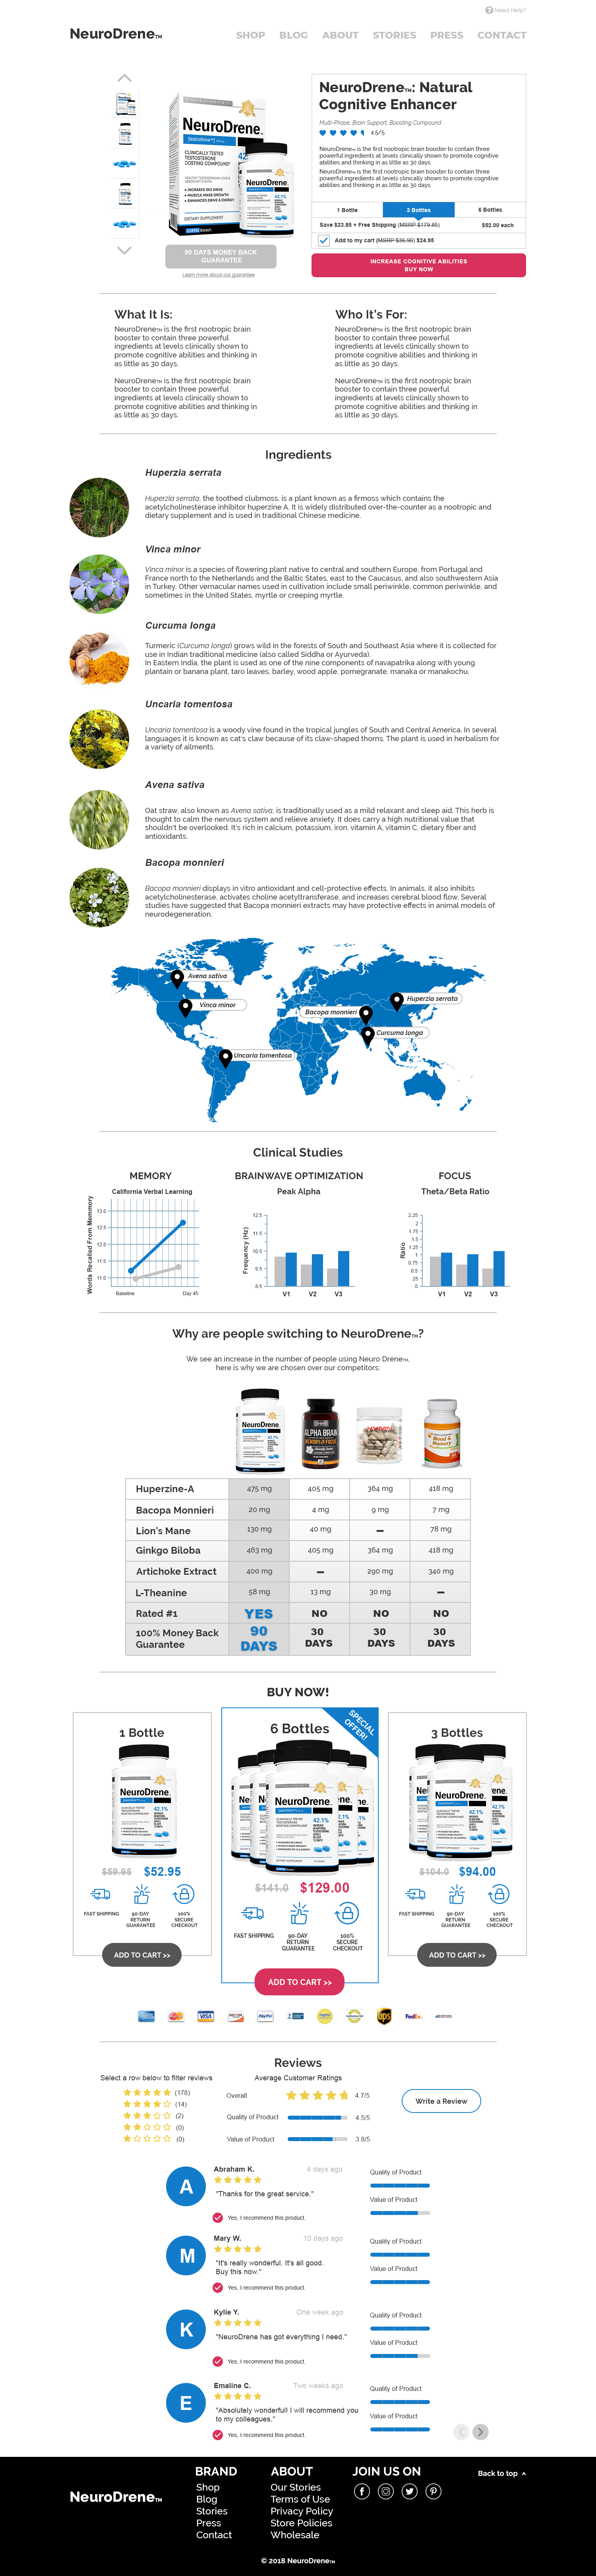 Need Help?
NeuroDrene™
SHOP BLOG ABOUT STORIES PRESS CONTACT
NeuroDrene™: Natural
Cognitive Enhancer
Multi-Phase, Brain Support, Boosting Compound
4.5/5
NeuroDrene™ is the first nootropic brain booster to contain three
powerful ingredients at levels clinically shown to promote cognitive
abilities and thinking in as little as 30 days.
NeuroDrene™ is the first nootropic brain booster to contain three
powerful ingredients at levels clinically shown to promote cognitive
abilities and thinking in as little as 30 days.
1 Bottle 3 Bottles 6 Bottles
Save $23.85 + Free Shipping (MSRP $179.85) $52.00 each
Add to my cart (MSRP $36.90) $24.95
INCREASE COGNITIVE ABILITIES
BUY NOW
NeuroDrene
CLINICALLY TESTED
TESTOSTERONE
BOOSTING COMPOUND
DIETARY SUPPLEMENT
NeuroDrene
90 DAYS MONEY BACK
GUARANTEE
Learn more about our guarantee
What It Is:
NeuroDrene™ is the first nootropic brain
booster to contain three powerful
ingredients at levels clinically shown to
promote cognitive abilities and thinking in
as little as 30 days.
NeuroDrene™ is the first nootropic brain
booster to contain three powerful
ingredients at levels clinically shown to
promote cognitive abilities and thinking in
as little as 30 days.
Who It's For:
NeuroDrene™ is the first nootropic brain
booster to contain three powerful
ingredients at levels clinically shown to
promote cognitive abilities and thinking in
as little as 30 days.
NeuroDrene™ is the first nootropic brain
booster to contain three powerful
ingredients at levels clinically shown to
promote cognitive abilities and thinking in
as little as 30 days.
Ingredients
Huperzia serrata
Huperzia serrata, the toothed clubmoss, is a plant known as a firmoss which contains the
acetylcholinesterase inhibitor huperzine A. It is widely distributed over-the-counter as a nootropic and
dietary supplement and is used in traditional Chinese medicine.
Vinca minor
Vinca minor is a species of flowering plant native to central and southern Europe, from Portugal and
France north to the Netherlands and the Baltic States, east to the Caucasus, and also southwestern Asia
in Turkey. Other vernacular names used in cultivation include small periwinkle, common periwinkle, and
sometimes in the United States, myrtle or creeping myrtle.
Curcuma longa
Turmeric (Curcuma longa) grows wild in the forests of South and Southeast Asia where it is collected for
use in Indian traditional medicine (also called Siddha or Ayurveda).
In Eastern India, the plant is used as one of the nine components of navapatrika along with young
plantain or banana plant, taro leaves, barley, wood apple, pomegranate, manaka or manakochu,
Uncaria tomentosa
Uncaria tomentosa is a woody vine found in the tropical jungles of South and Central America. In several
languages it is known as cat's claw because of its claw-shaped thorns. The plant is used in herbalism for
a variety of ailments.
Avena sativa
Oat straw, also known as Avena sativa, is traditionally used as a mild relaxant and sleep aid. This herb is
thought to calm the nervous system and relieve anxiety. It does carry a high nutritional value that
shouldn't be overlooked. It's rich in calcium, potassium, iron, vitamin A, vitamin C, dietary fiber and
antioxidants.
Bacopa monnieri
Bacopa monnieri displays in vitro antioxidant and cell-protective effects. In animals, it also inhibits
acetylcholinesterase, activates choline acetyltransferase, and increases cerebral blood flow. Several
studies have suggested that Bacopa monnieri extracts may have protective effects in animal models of
neurodegeneration.
Avena sativa
Vinca minor
Huperzia serrata
Bacopa monnieri
Curcuma longa
Uncaria tomentosa
Clinical Studies
MEMORY
California Verbal Learning
Words Recalled From Memmory
13.0
12.5
12.0
11.5
11.0
Baseline Day 45
BRAINWAVE OPTIMIZATION
Peak Alpha
Frequency (Hz)
12.5
11.5
10.5
9.5
8.5
V1 V2 V3
FOCUS
Theta/Beta Ratio
Ratio
2.25
2
1.75
1.5
1.25
1
0.75
0.5
.25
.0
V1 V2 V3
Why are people switching to NeuroDrene™?
We see an increase in the number of people using Neuro Drene™,
here is why we are chosen over our competitors:
NeuroDrene
ALPHA BRAIN
MEMORY & FOCUS
Mood &
Memory
Huperzine-A 475 mg 405 mg 364 mg 418 mg
Bacopa Monnieri 20 mg 4 mg 9 mg 7 mg
Lion's Mane 130 mg 40 mg – 78 mg
Ginkgo Biloba 463 mg 405 mg 364 mg 418 mg
Artichoke Extract 400 mg – 290 mg 340 mg
L-Theanine 58 mg 13 mg 30 mg –
Rated #1 YES NO NO NO
100% Money Back Guarantee 90 DAYS 30 DAYS 30 DAYS 30 DAYS
BUY NOW!
1 Bottle
NeuroDrene
42.1%
$59.95 $52.95
FAST SHIPPING
90-DAY RETURN GUARANTEE
100% SECURE CHECKOUT
ADD TO CART >>
SPECIAL OFFER!
6 Bottles
NeuroDrene
42.1%
$141.0 $129.00
FAST SHIPPING
90-DAY RETURN GUARANTEE
100% SECURE CHECKOUT
ADD TO CART >>
3 Bottles
NeuroDrene
42.1%
$104.0 $94.00
FAST SHIPPING
90-DAY RETURN GUARANTEE
100% SECURE CHECKOUT
ADD TO CART >>
VISA
PayPal
ups
FedEx
Reviews
Select a row below to filter reviews
(178)
(14)
(2)
(0)
(0)
Average Customer Ratings
Overall 4.7/5
Quality of Product 4.5/5
Value of Product 3.8/5
Write a Review
A
Abraham K. 4 days ago
"Thanks for the great service."
Yes, I recommend this product.
Quality of Product
Value of Product
M
Mary W. 10 days ago
"It's really wonderful. It's all good.
Buy this now."
Yes, I recommend this product.
Quality of Product
Value of Product
K
Kylie Y. One week ago
"NeuroDrene has got everything I need."
Yes, I recommend this product.
Quality of Product
Value of Product
E
Emaline C. Two weeks ago
"Absolutely wonderful! I will recommend you
to my colleagues."
Yes, I recommend this product.
Quality of Product
Value of Product
NeuroDrene™
BRAND
Shop
Blog
Stories
Press
Contact
ABOUT
Our Stories
Terms of Use
Privacy Policy
Store Policies
Wholesale
JOIN US ON
Back to top
© 2018 NeuroDrene™